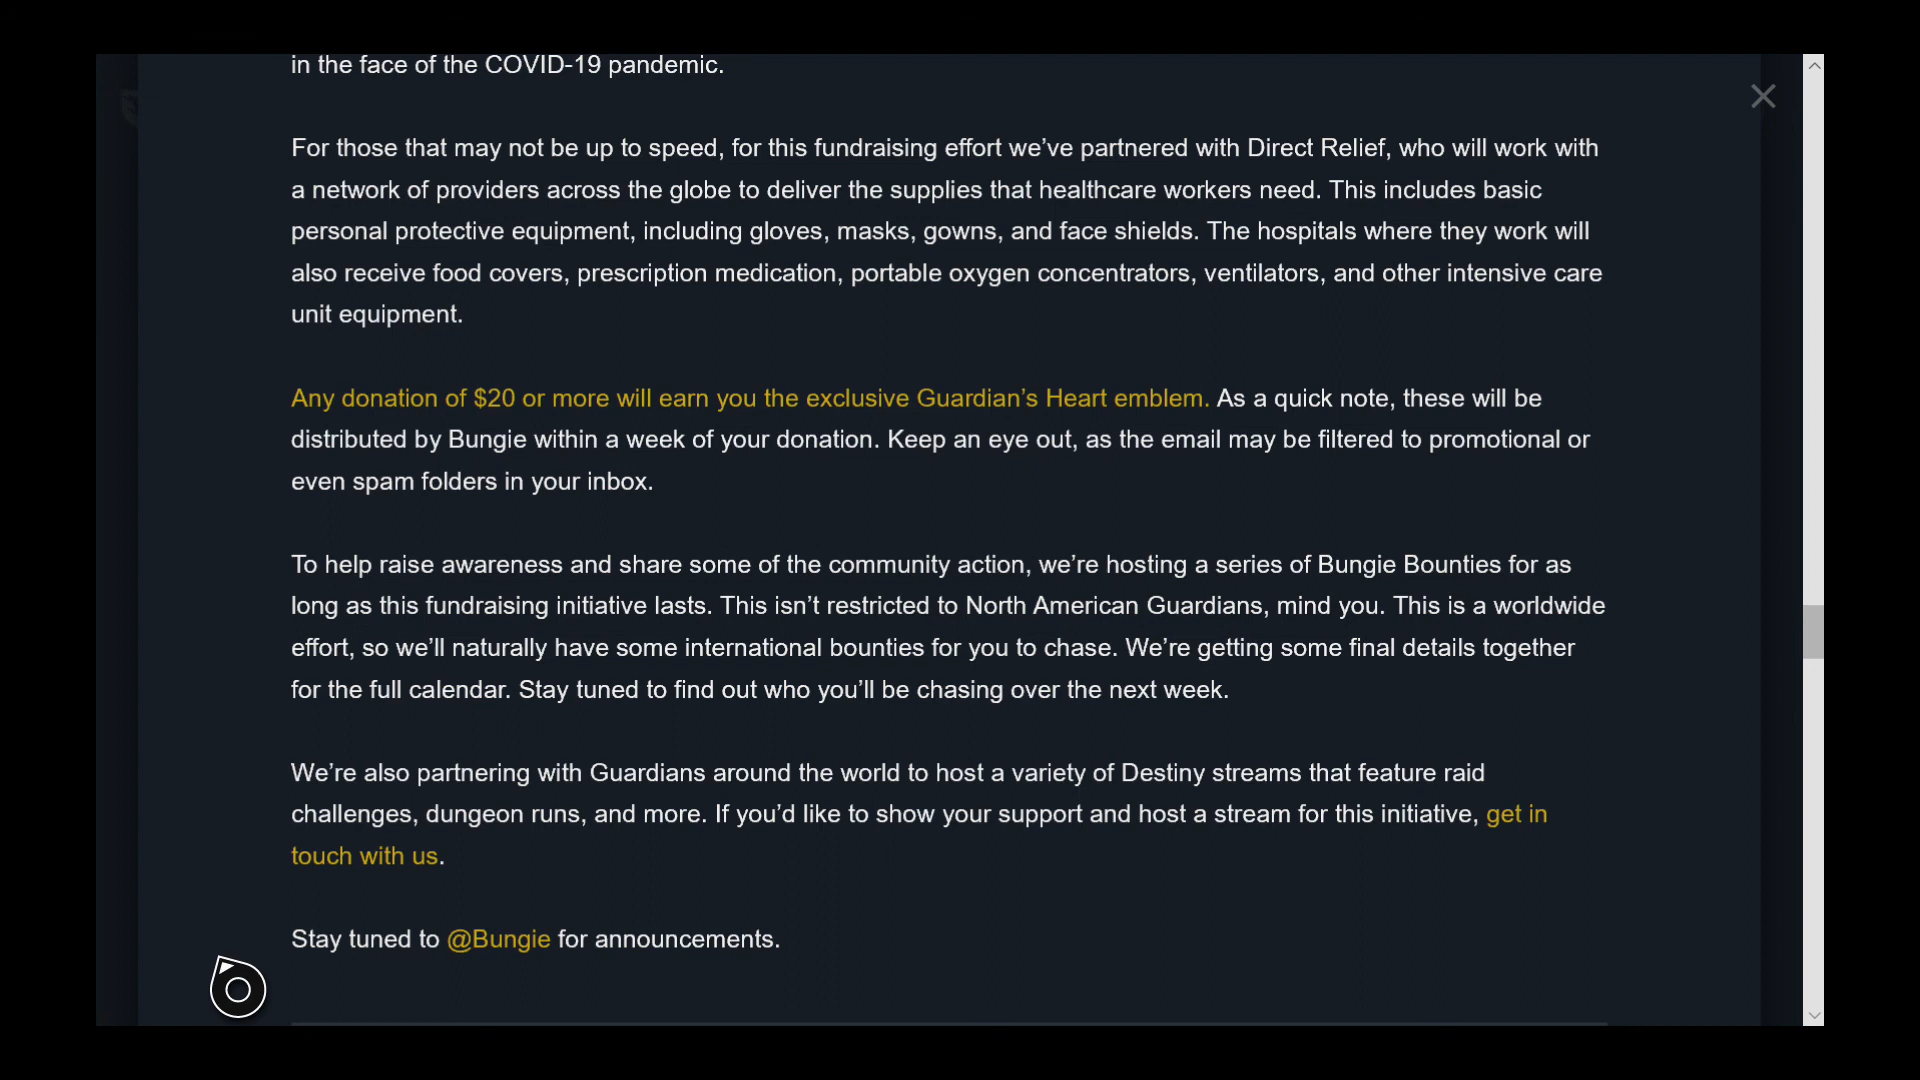 in the face of the COVID-19 pandemic.
For those that may not be up to speed, for this fundraising effort we’ve partnered with Direct Relief, who will work with
a network of providers across the globe to deliver the supplies that healthcare workers need. This includes basic
personal protective equipment, including gloves, masks, gowns, and face shields. The hospitals where they work will
also receive food covers, prescription medication, portable oxygen concentrators, ventilators, and other intensive care
unit equipment.
Any donation of $20 or more will earn you the exclusive Guardian’s Heart emblem. As a quick note, these will be
distributed by Bungie within a week of your donation. Keep an eye out, as the email may be filtered to promotional or
even spam folders in your inbox.
To help raise awareness and share some of the community action, we’re hosting a series of Bungie Bounties for as
long as this fundraising initiative lasts. This isn’t restricted to North American Guardians, mind you. This is a worldwide
effort, so we’ll naturally have some international bounties for you to chase. We’re getting some final details together
for the full calendar. Stay tuned to find out who you’ll be chasing over the next week.
We’re also partnering with Guardians around the world to host a variety of Destiny streams that feature raid
challenges, dungeon runs, and more. If you’d like to show your support and host a stream for this initiative, get in
touch with us.
Stay tuned to @Bungie for announcements.